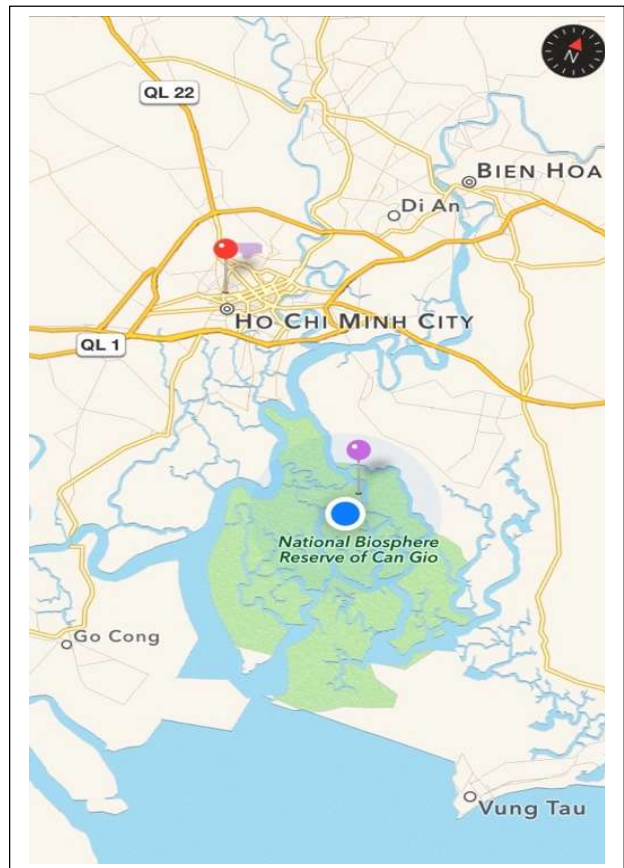 N
QL 22
BIEN HOA
Di An
HO CHI MINH CITY
QL 1
National Biosphere
Reserve of Can Gio
Go Cong
Vung Tau